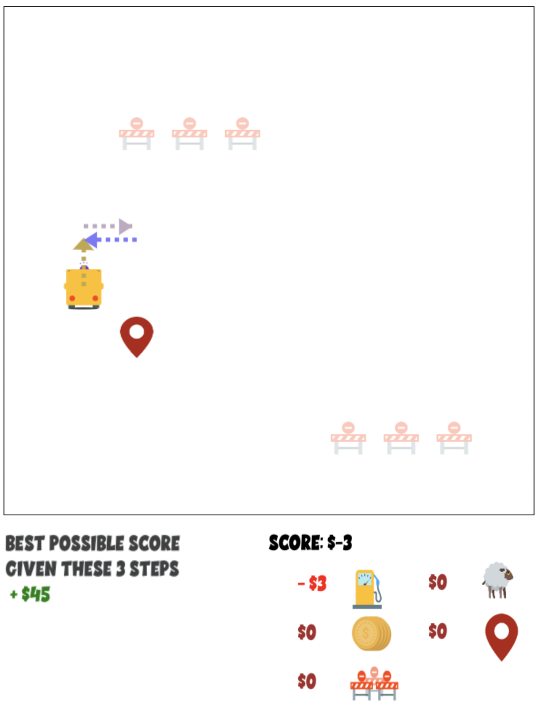 BEST POSSIBLE SCORE
GIVEN THESE 3 STEPS
+ $45
SCORE: $-3
- $3
$0
$0
$0
$0